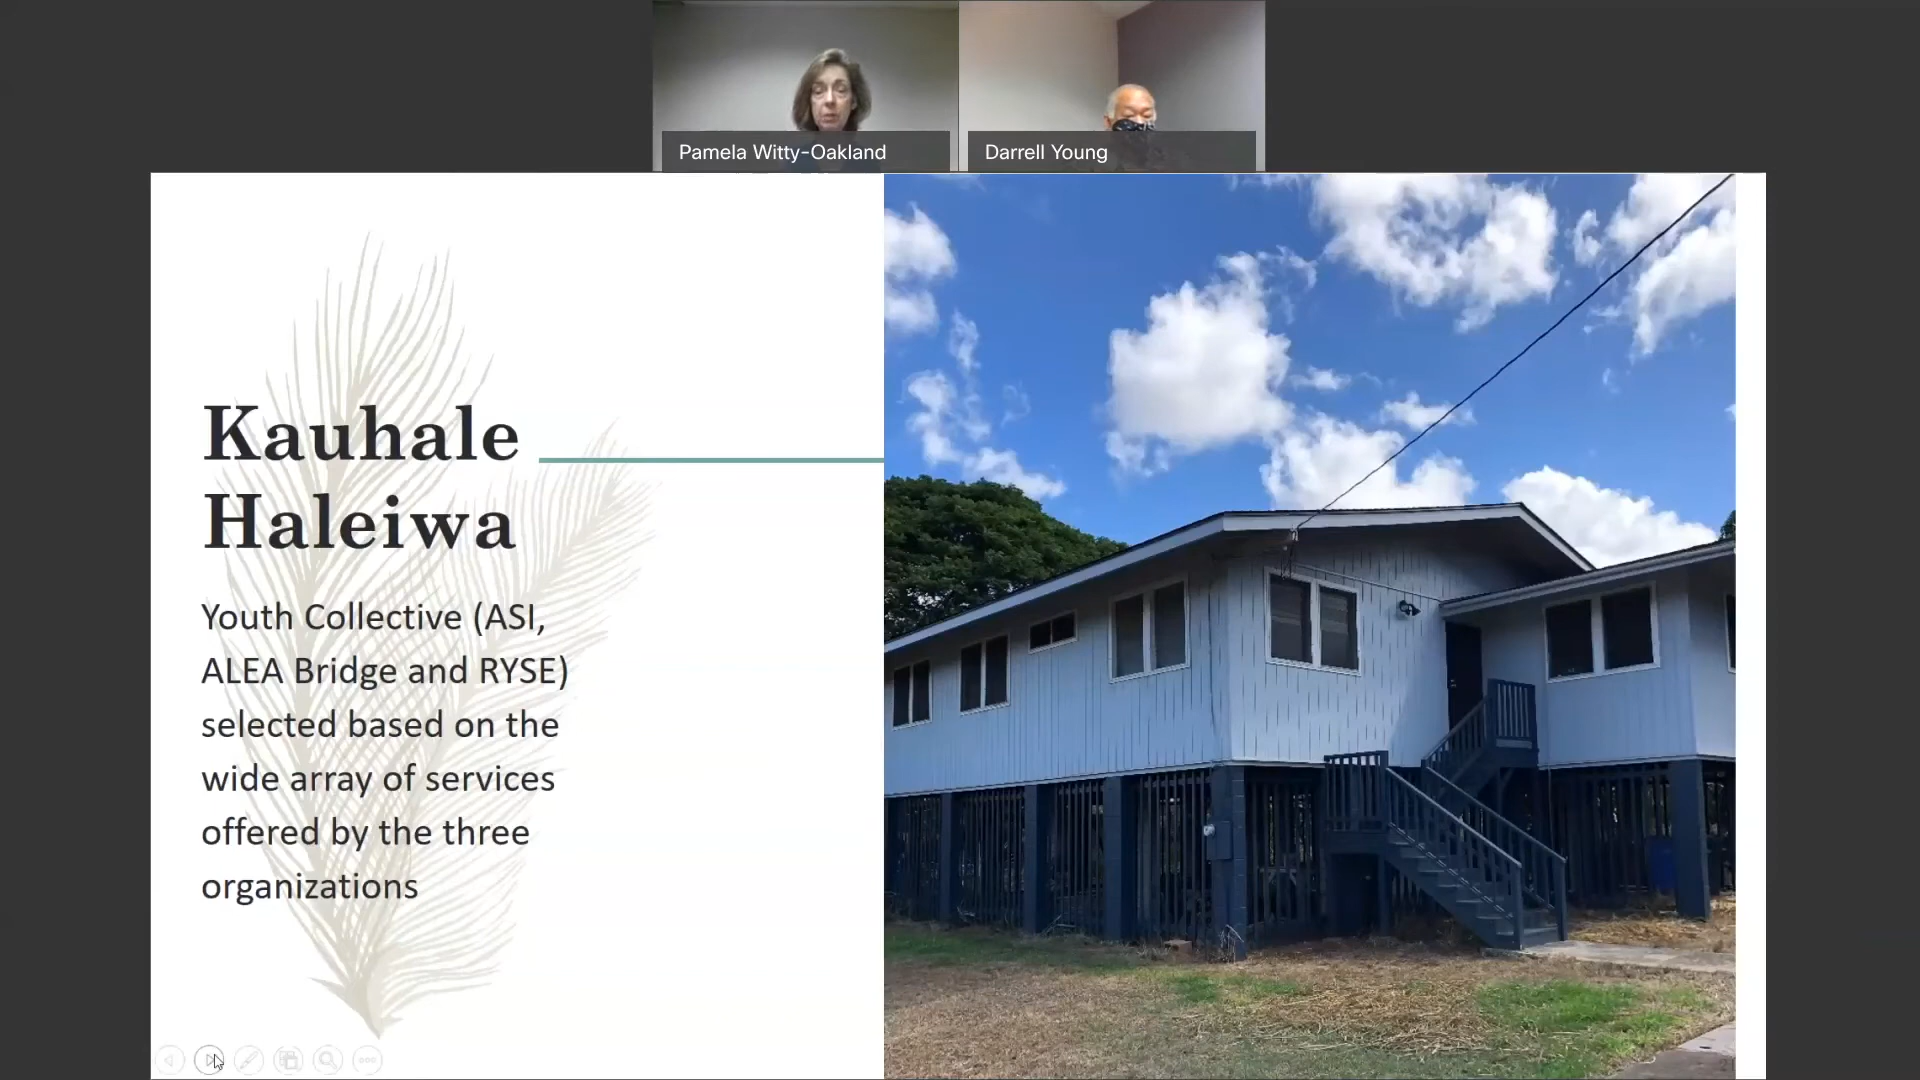 Pamela Witty-Oakland
Darrell Young
Kauhale
Haleiwa
Youth Collective (ASI,
ALEA Bridge and RYSE)
selected based on the
wide array of services
offered by the three
organizations